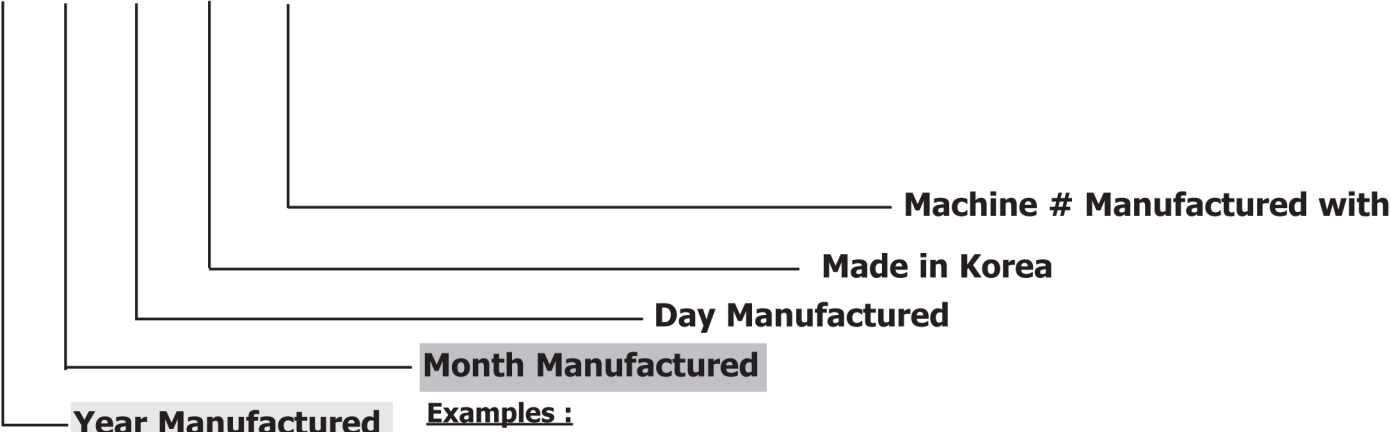 Machine # Manufactured with
Made in Korea
Day Manufactured
Month Manufactured
Examples :
Year Manufactured